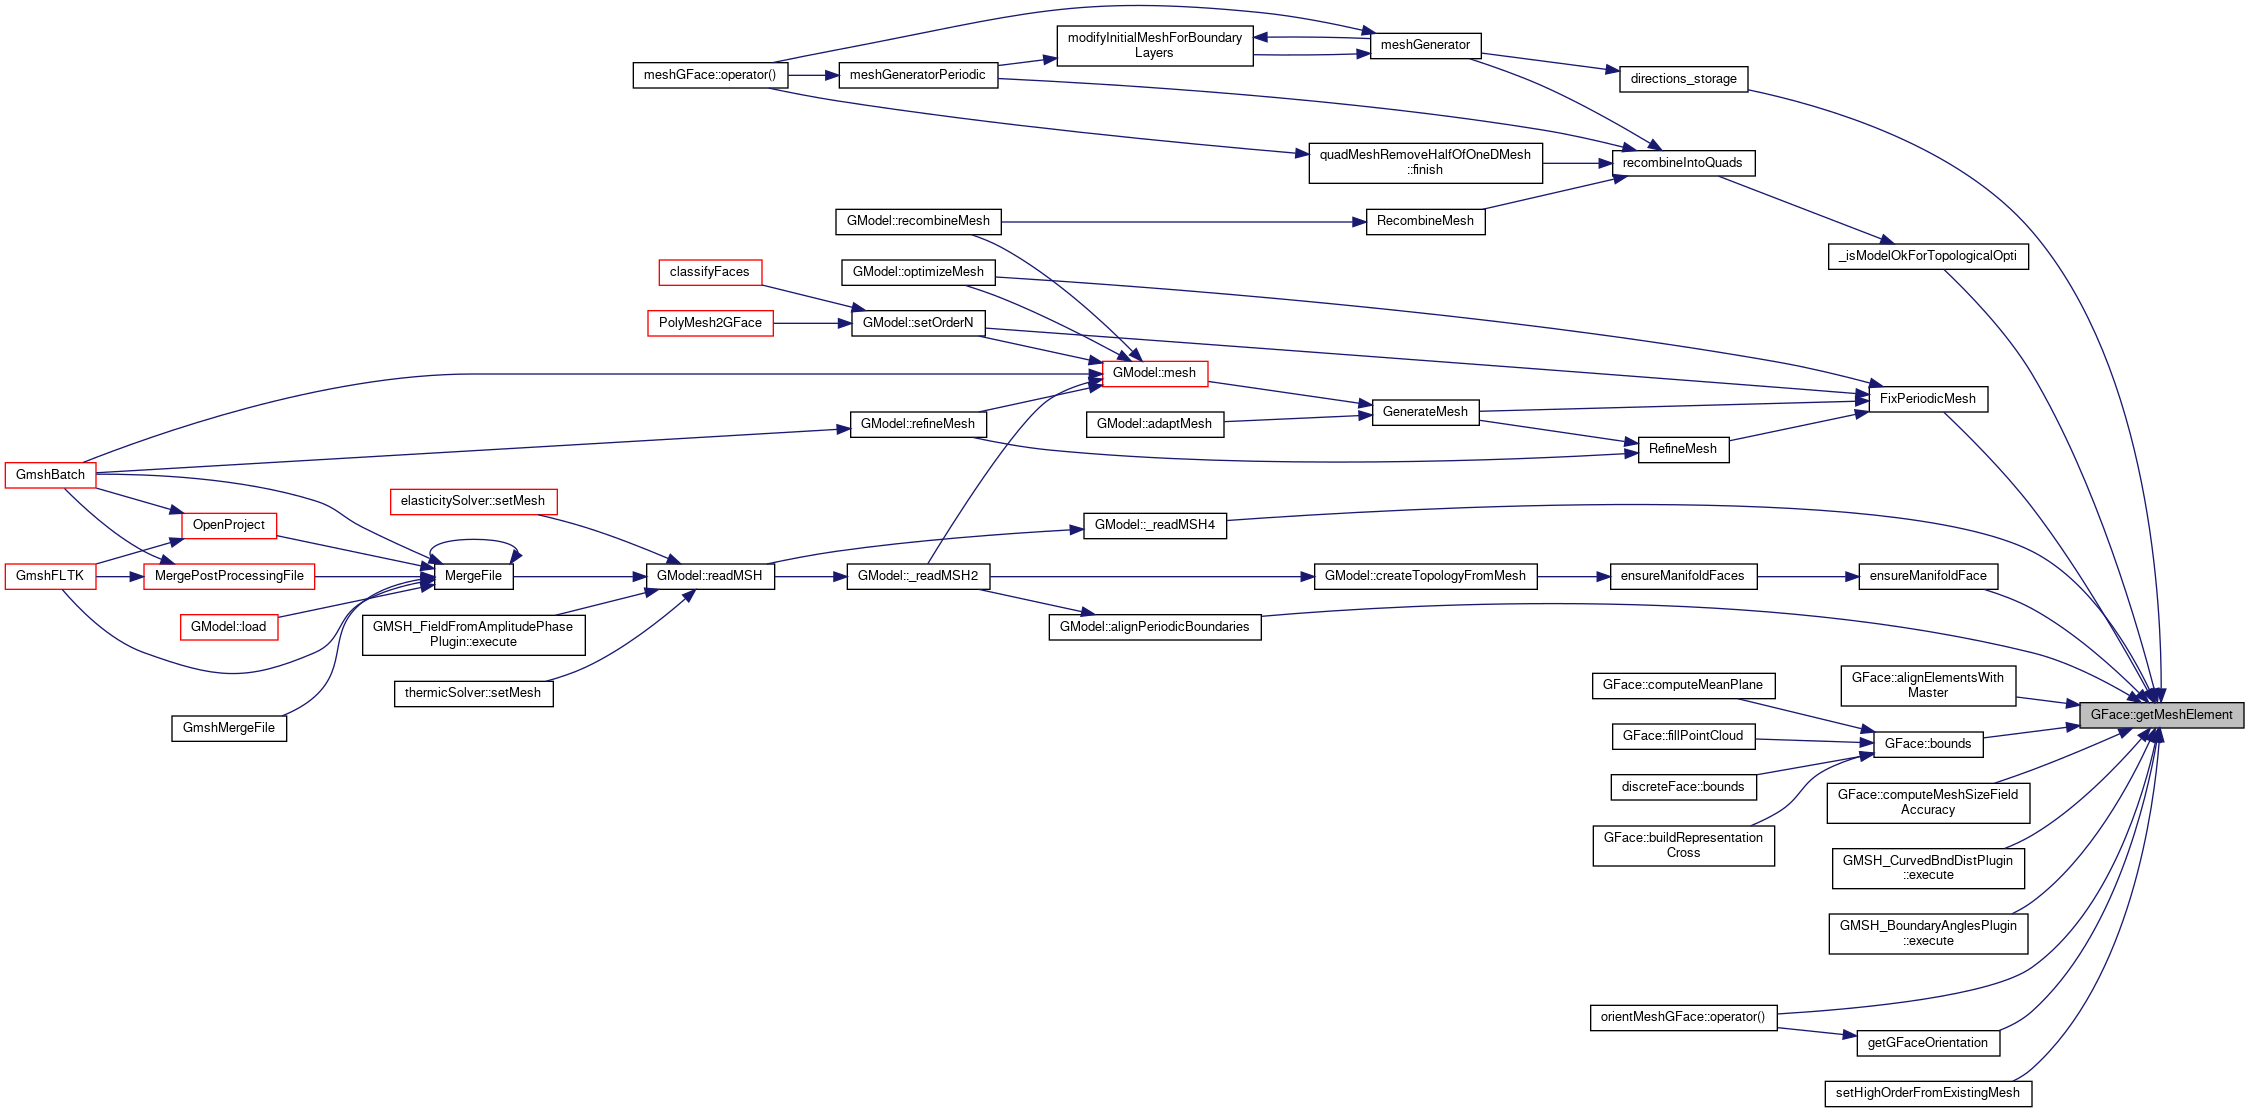 modifyInitialMeshForBoundary
Layers
meshGenerator
meshGFace::operator()
meshGeneratorPeriodic
directions_storage
quadMeshRemoveHalfOfOneDMesh
::finish
recombineIntoQuads
GModel::recombineMesh
RecombineMesh
_isModelOkForTopologicalOpti
classifyFaces
GModel::optimizeMesh
PolyMesh2GFace
GModel::setOrderN
GModel::mesh
GenerateMesh
FixPeriodicMesh
GModel::refineMesh
GModel::adaptMesh
RefineMesh
GmshBatch
elasticitySolver::setMesh
OpenProject
GModel::_readMSH4
GmshFLTK
MergePostProcessingFile
MergeFile
GModel::readMSH
GModel::_readMSH2
GModel::createTopologyFromMesh
ensureManifoldFaces
ensureManifoldFace
GModel::load
GMSH_FieldFromAmplitudePhase
Plugin::execute
GModel::alignPeriodicBoundaries
thermicSolver::setMesh
GmshMergeFile
GFace::computeMeanPlane
GFace::alignElementsWith
Master
GFace::getMeshElement
GFace::fillPointCloud
GFace::bounds
discreteFace::bounds
GFace::computeMeshSizeField
Accuracy
GFace::buildRepresentation
Cross
GMSH_CurvedBndDistPlugin
::execute
GMSH_BoundaryAnglesPlugin
::execute
orientMeshGFace::operator()
getGFaceOrientation
setHighOrderFromExistingMesh